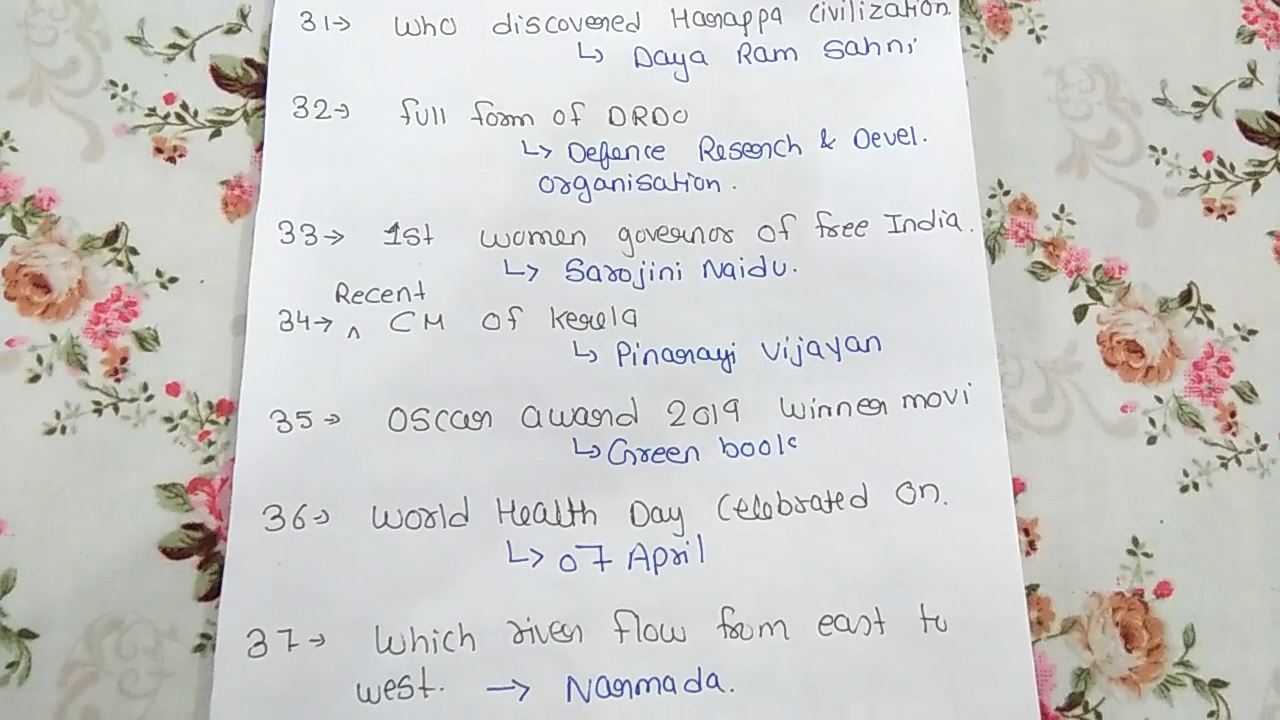 31→ Who discovered Harappa Civilization.
↳ Daya Ram Sahni
32→ full form of DRDO
↳ Defence Research & Devel.
organisation.
33→ 1st women governor of free India.
↳ Sarojini Naidu.
Recent
34→ ^ CM of kerela
↳ Pinarayi Vijayan
35→ Oscar award 2019 winner movi
↳ Green book
36→ World Health Day Celebrated on.
↳ 07 April
37→ Which river flow from east to
west. → Narmada.